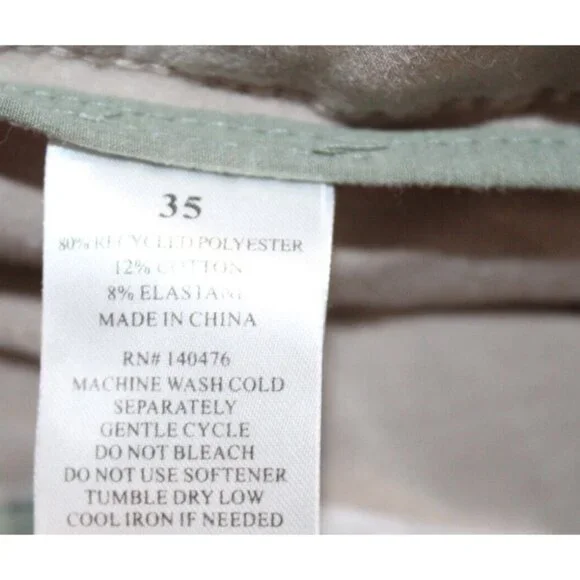 35
80% RECYCLED POLYESTER
12% COTTON
8% ELASTANE
MADE IN CHINA
RN# 140476
MACHINE WASH COLD
SEPARATELY
GENTLE CYCLE
DO NOT BLEACH
DO NOT USE SOFTENER
TUMBLE DRY LOW
COOL IRON IF NEEDED